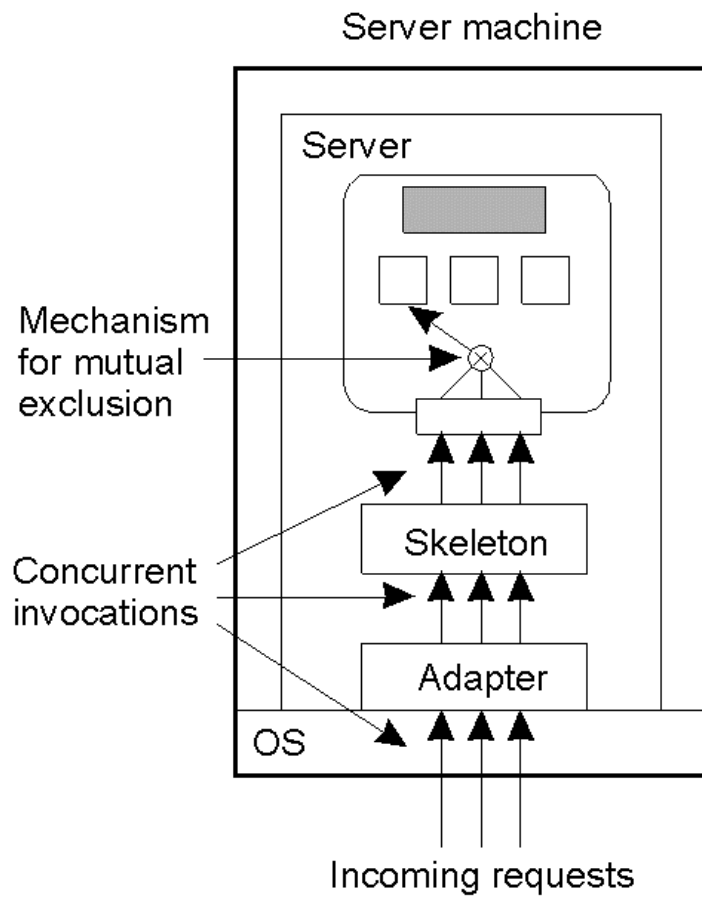 Server machine
Server
Mechanism
for mutual
exclusion
Skeleton
Concurrent
invocations
Adapter
OS
Incoming requests